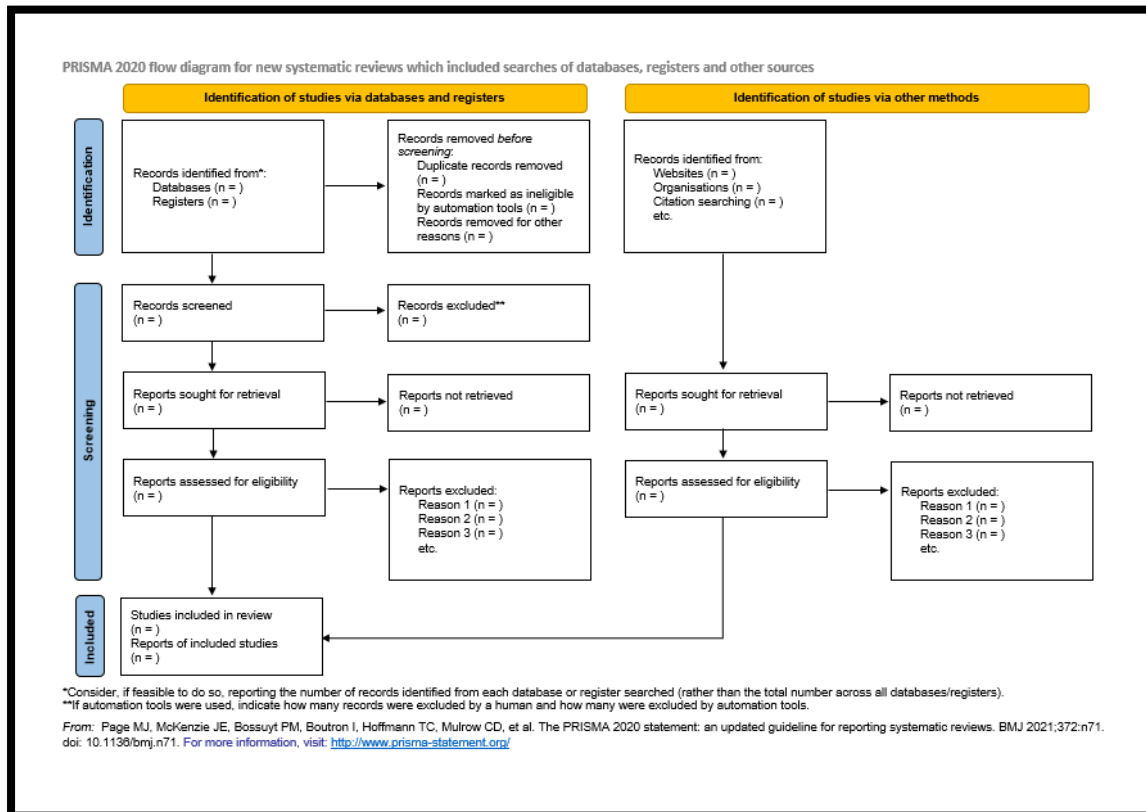 PRISMA 2020 flow diagram for new systematic reviews which included searches of databases, registers and other sources
Identification of studies via databases and registers
Identification of studies via other methods
Identification
Records identified from*:
Databases (n = )
Registers (n = )
Records removed before
screening:
Duplicate records removed
(n = )
Records marked as ineligible
by automation tools (n = )
Records removed for other
reasons (n = )
Records identified from:
Websites (n = )
Organisations (n = )
Citation searching (n = )
etc.
Screening
Records screened
(n = )
Records excluded**
(n = )
Reports sought for retrieval
(n = )
Reports not retrieved
(n = )
Reports sought for retrieval
(n = )
Reports not retrieved
(n = )
Reports assessed for eligibility
(n = )
Reports excluded:
Reason 1 (n = )
Reason 2 (n = )
Reason 3 (n = )
etc.
Reports assessed for eligibility
(n = )
Reports excluded:
Reason 1 (n = )
Reason 2 (n = )
Reason 3 (n = )
etc.
Included
Studies included in review
(n = )
Reports of included studies
(n = )
*Consider, if feasible to do so, reporting the number of records identified from each database or register searched (rather than the total number across all databases/registers).
**If automation tools were used, indicate how many records were excluded by a human and how many were excluded by automation tools.
From: Page MJ, McKenzie JE, Bossuyt PM, Boutron I, Hoffmann TC, Mulrow CD, et al. The PRISMA 2020 statement: an updated guideline for reporting systematic reviews. BMJ 2021;372:n71.
doi: 10.1136/bmj.n71. For more information, visit: http://www.prisma-statement.org/